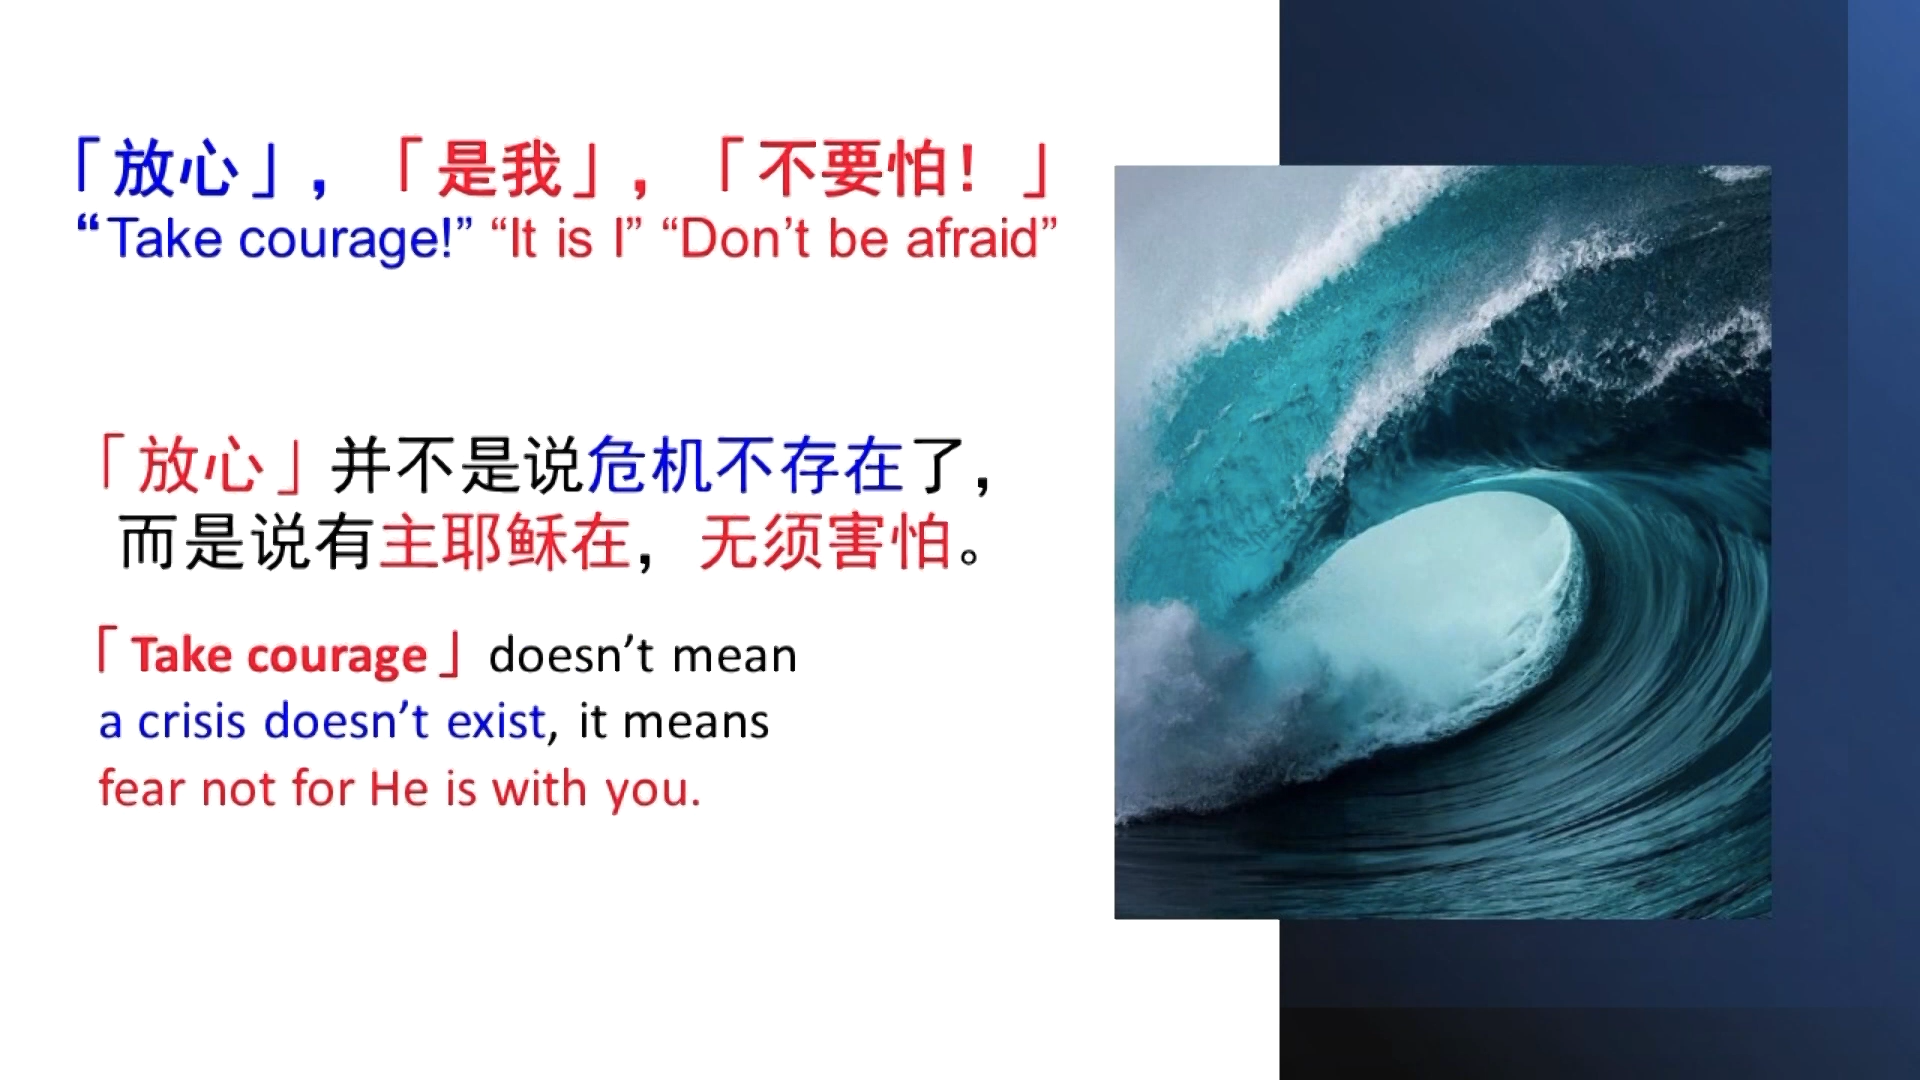 「放心」，「是我」，「不要怕！」
“Take courage!” “It is I” “Don’t be afraid”
「放心」并不是说危机不存在了，
而是说有主耶稣在，无须害怕。
「Take courage」doesn’t mean
a crisis doesn’t exist, it means
fear not for He is with you.